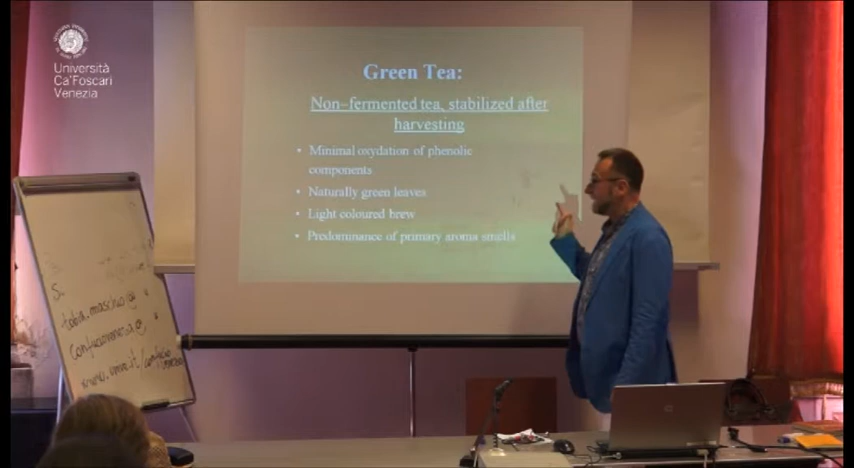 Università
Ca'Foscari
Venezia
Green Tea:
Non-fermented tea, stabilized after
harvesting
• Minimal oxydation of phenolic
components
• Naturally green leaves
• Light coloured brew
• Predominance of primary aroma smells